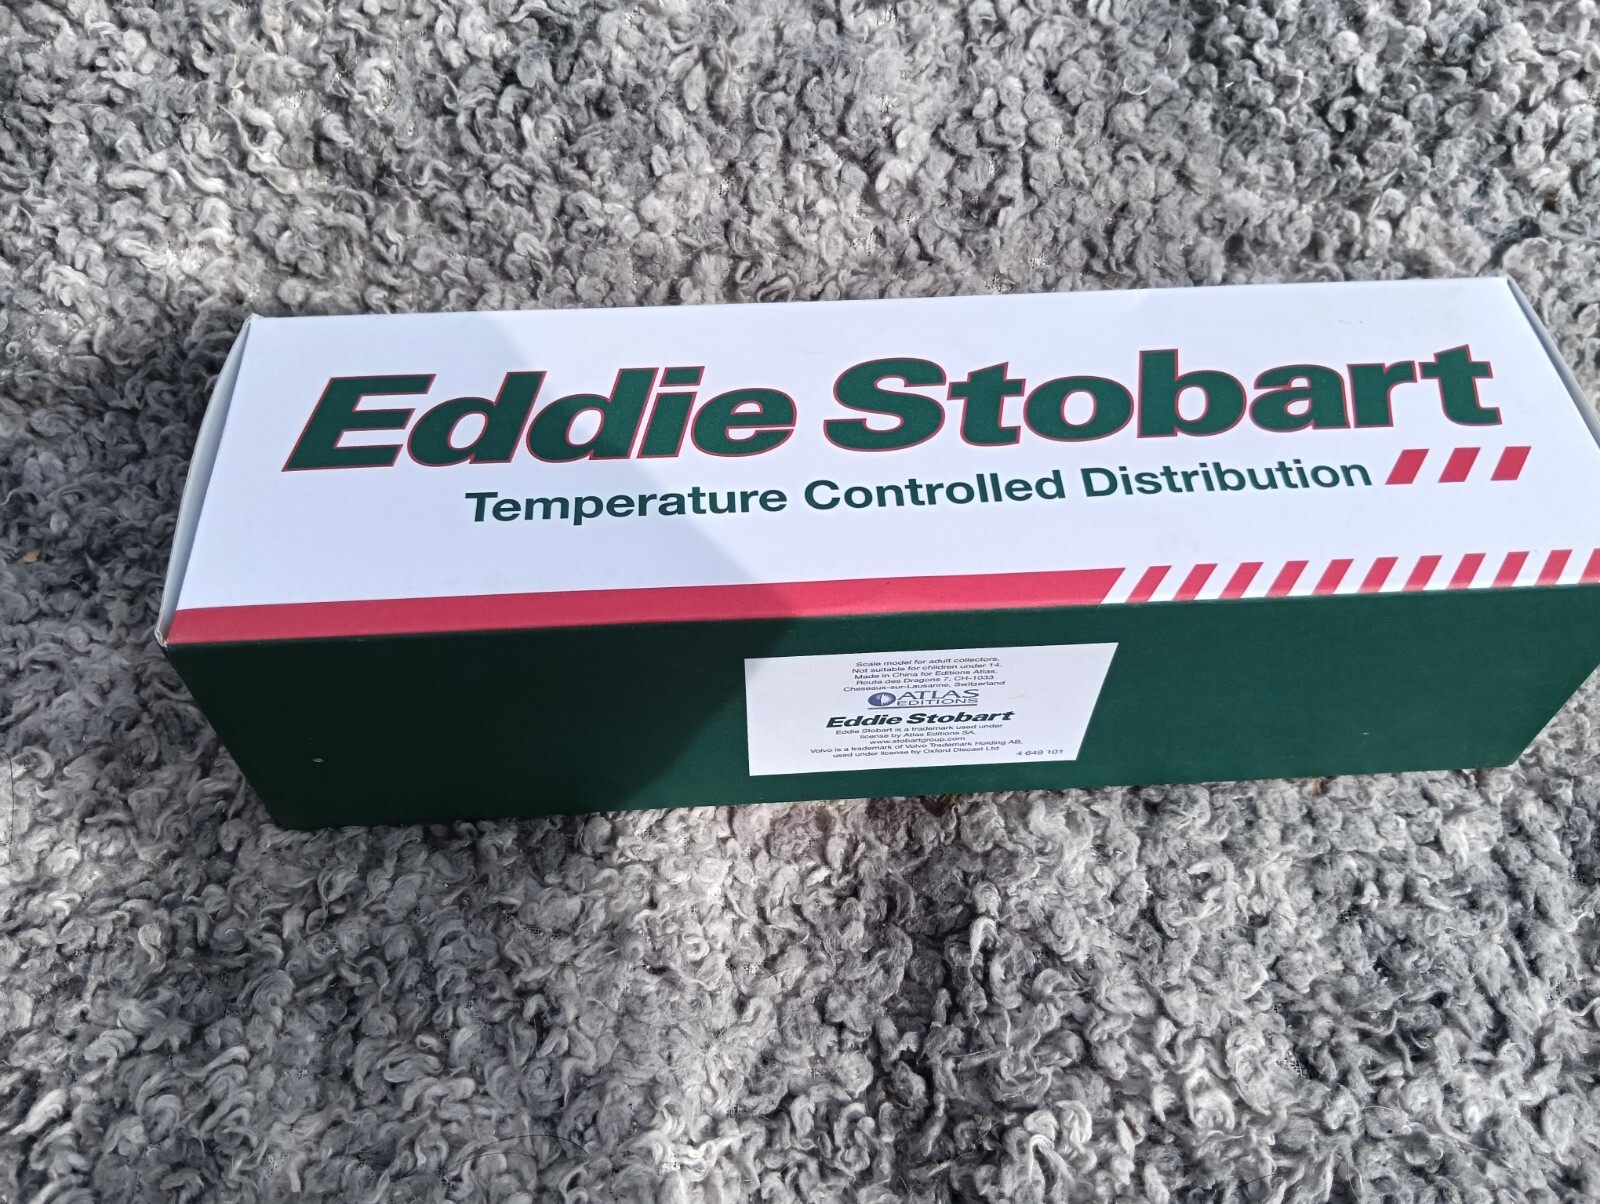 Eddie Stobart
Temperature Controlled Distribution
Scale model for adult collectors.
Not suitable for children under 14.
Made in China for Editions Atlas.
Route des Dragons 7, CH-1033
Cheseaux-sur-Lausanne, Switzerland
ATLAS
EDITIONS
Eddie Stobart
Eddie Stobart is a trademark used under
license by Atlas Editions SA.
www.stobartgroup.com
Volvo is a trademark of Volvo Trademark Holding AB,
used under license by Oxford Diecast Ltd
4 649 101